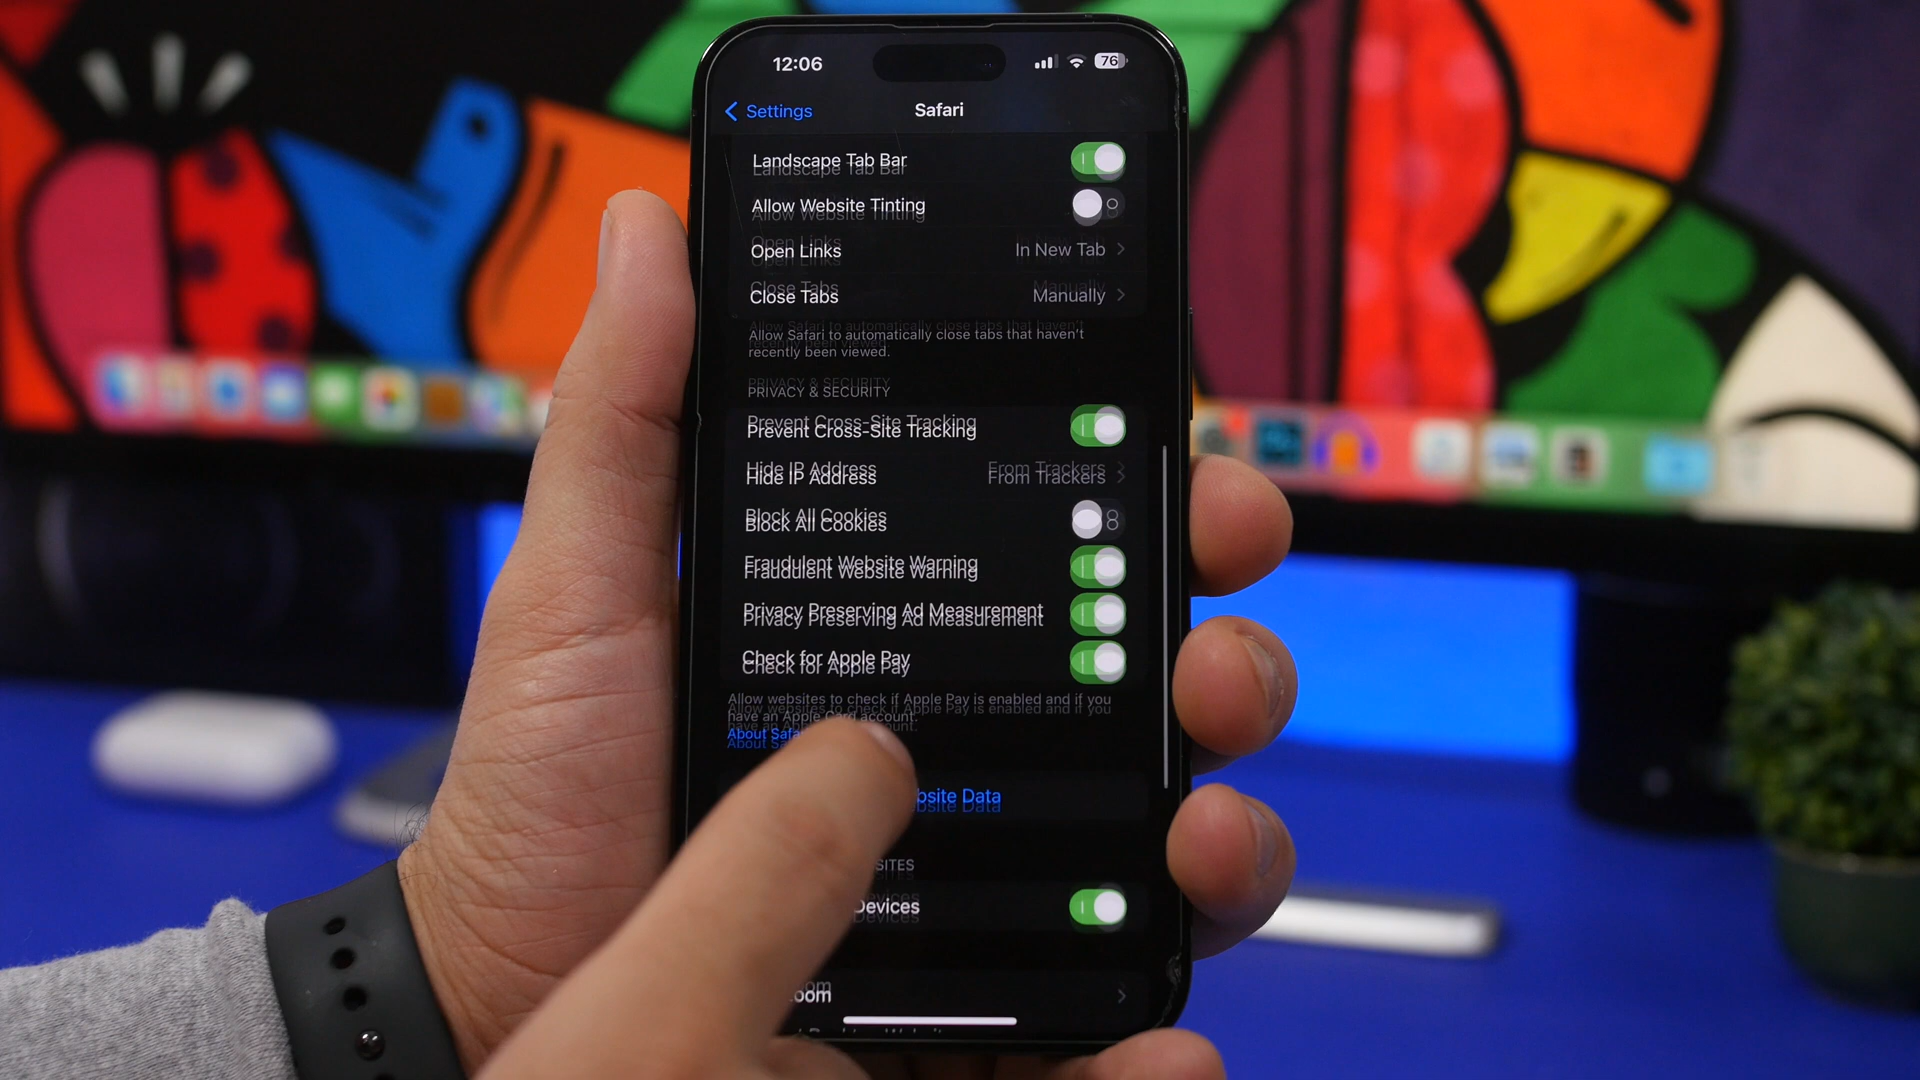 12:06
76
Settings
Safari
Landscape Tab Bar
Allow Website Tinting
Open Links
In New Tab
Close Tabs
Manually
Allow Safari to automatically close tabs that haven't
recently been viewed.
PRIVACY & SECURITY
Prevent Cross-Site Tracking
Hide IP Address
From Trackers
Block All Cookies
Fraudulent Website Warning
Privacy Preserving Ad Measurement
Check for Apple Pay
Allow websites to check if Apple Pay is enabled and if you
have an Apple Card account.
About Safa
bsite Data
SITES
Devices
oom